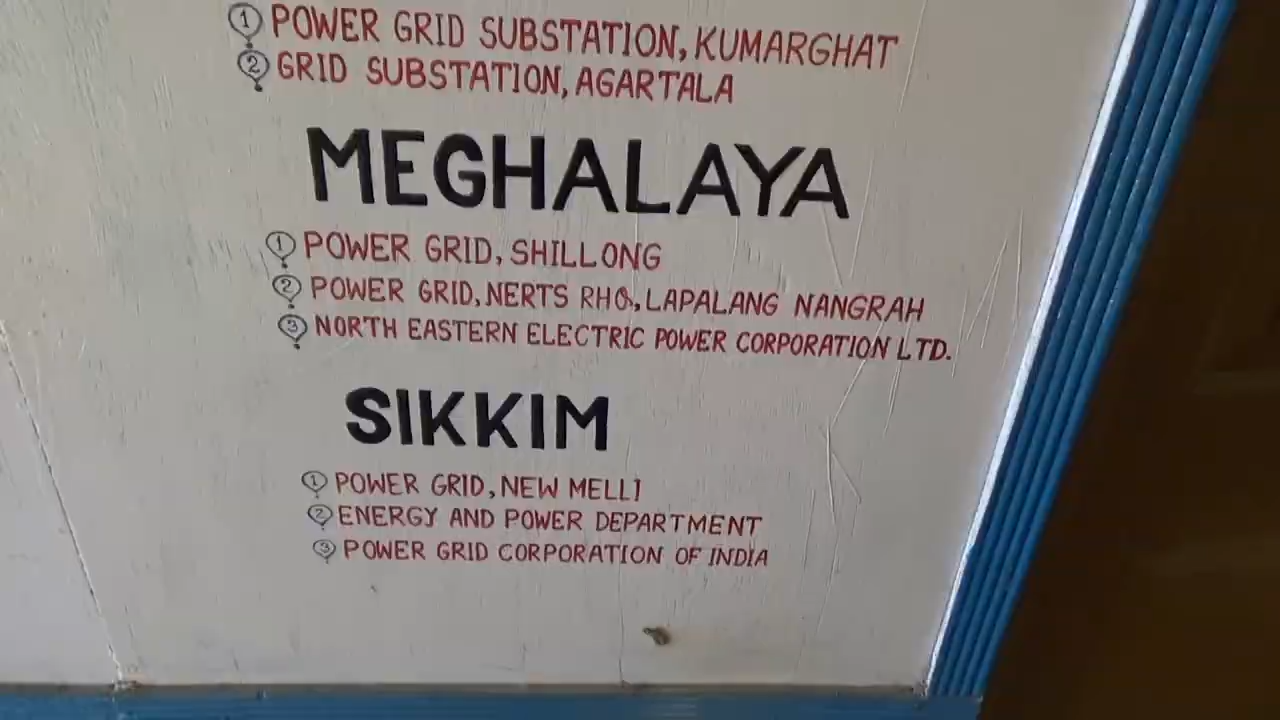 1 POWER GRID SUBSTATION, KUMARGHAT
2 GRID SUBSTATION, AGARTALA
MEGHALAYA
1 POWER GRID, SHILLONG
2 POWER GRID, NERTS RHQ, LAPALANG NANGRAH
3 NORTH EASTERN ELECTRIC POWER CORPORATION LTD.
SIKKIM
1 POWER GRID, NEW MELLI
2 ENERGY AND POWER DEPARTMENT
3 POWER GRID CORPORATION OF INDIA